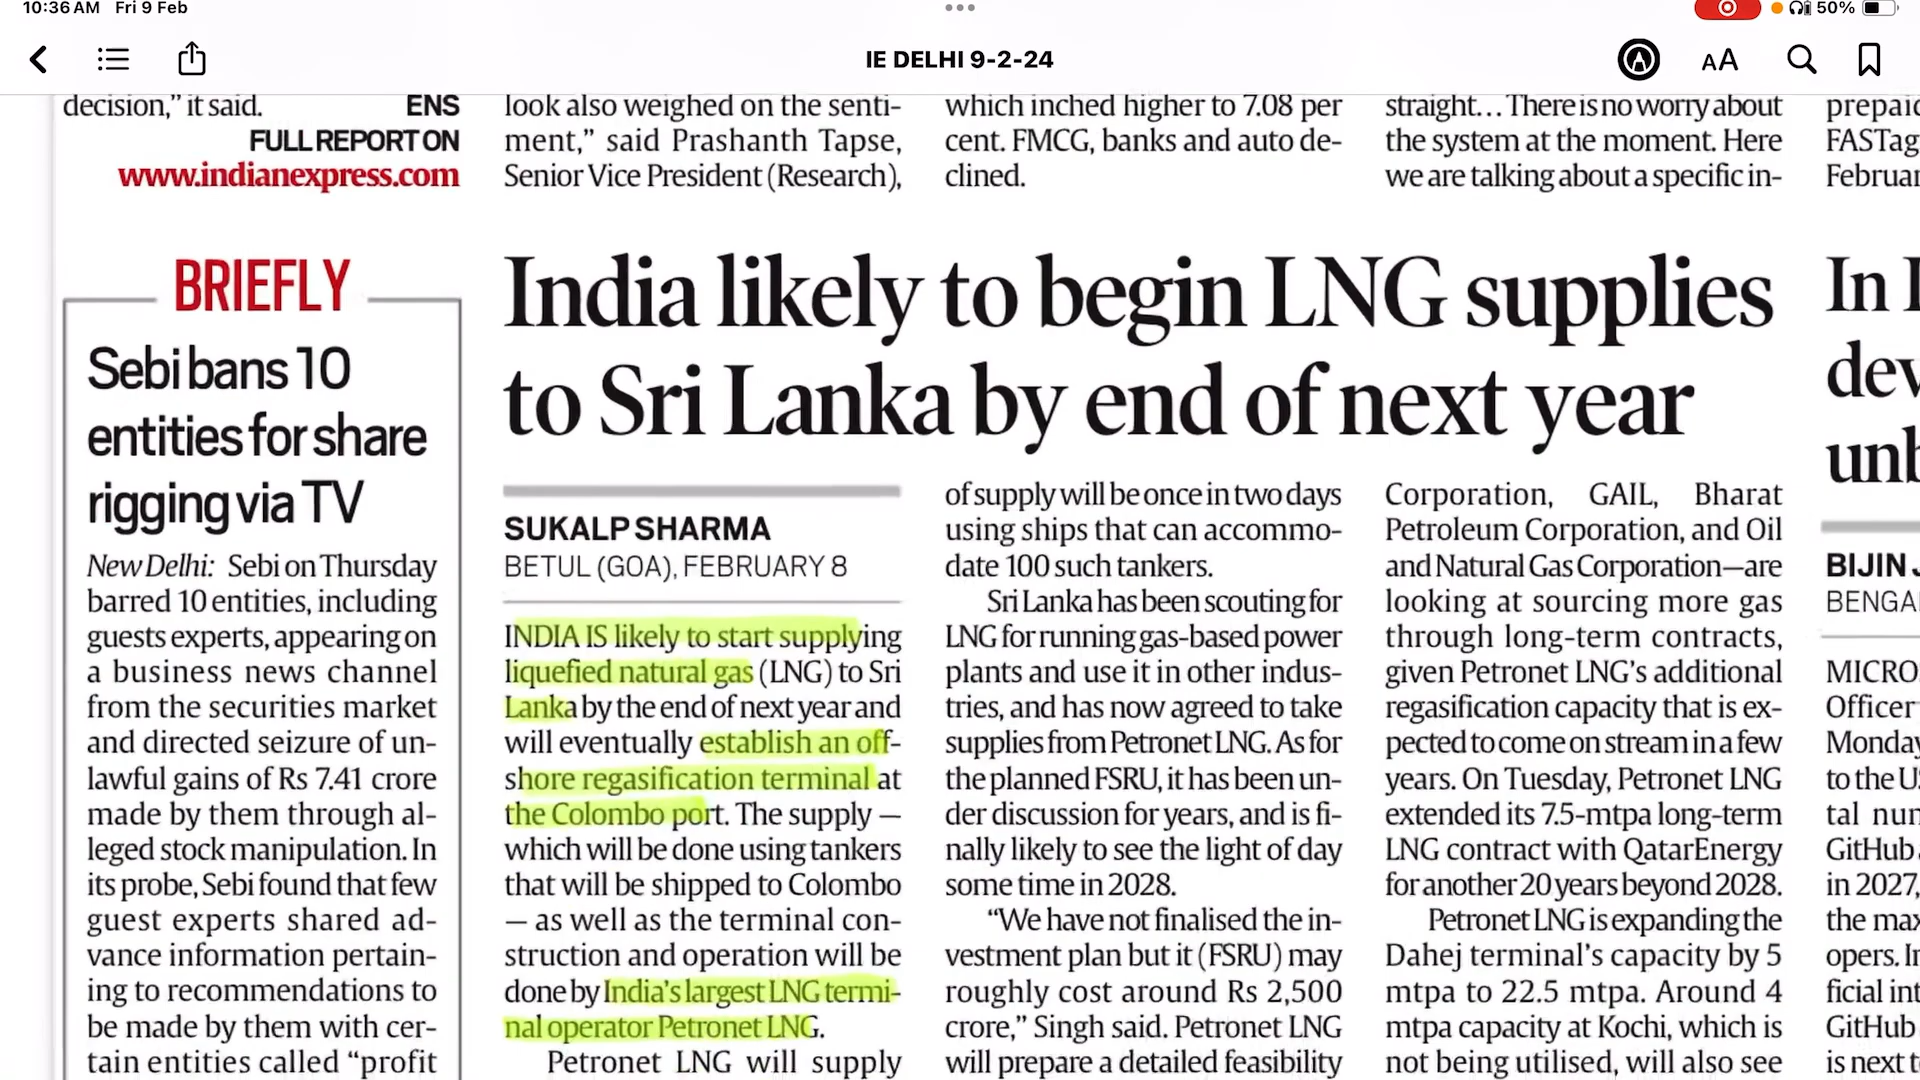 10:36 AM Fri 9 Feb
50%
IE DELHI 9-2-24
AA
decision,” it said. ENS
FULL REPORT ON
www.indianexpress.com
BRIEFLY
Sebi bans 10
entities for share
rigging via TV
New Delhi: Sebi on Thursday
barred 10 entities, including
guests experts, appearing on
a business news channel
from the securities market
and directed seizure of un-
lawful gains of Rs 7.41 crore
made by them through al-
leged stock manipulation. In
its probe, Sebi found that few
guest experts shared ad-
vance information pertain-
ing to recommendations to
be made by them with cer-
tain entities called “profit
look also weighed on the senti-
ment,” said Prashanth Tapse,
Senior Vice President (Research),
which inched higher to 7.08 per
cent. FMCG, banks and auto de-
clined.
straight... There is no worry about
the system at the moment. Here
we are talking about a specific in-
India likely to begin LNG supplies
to Sri Lanka by end of next year
SUKALP SHARMA
BETUL (GOA), FEBRUARY 8
INDIA IS likely to start supplying
liquefied natural gas (LNG) to Sri
Lanka by the end of next year and
will eventually establish an off-
shore regasification terminal at
the Colombo port. The supply —
which will be done using tankers
that will be shipped to Colombo
— as well as the terminal con-
struction and operation will be
done by India’s largest LNG termi-
nal operator Petronet LNG.
Petronet LNG will supply
of supply will be once in two days
using ships that can accommo-
date 100 such tankers.
Sri Lanka has been scouting for
LNG for running gas-based power
plants and use it in other indus-
tries, and has now agreed to take
supplies from Petronet LNG. As for
the planned FSRU, it has been un-
der discussion for years, and is fi-
nally likely to see the light of day
some time in 2028.
“We have not finalised the in-
vestment plan but it (FSRU) may
roughly cost around Rs 2,500
crore,” Singh said. Petronet LNG
will prepare a detailed feasibility
Corporation, GAIL, Bharat
Petroleum Corporation, and Oil
and Natural Gas Corporation—are
looking at sourcing more gas
through long-term contracts,
given Petronet LNG’s additional
regasification capacity that is ex-
pected to come on stream in a few
years. On Tuesday, Petronet LNG
extended its 7.5-mtpa long-term
LNG contract with QatarEnergy
for another 20 years beyond 2028.
Petronet LNG is expanding the
Dahej terminal’s capacity by 5
mtpa to 22.5 mtpa. Around 4
mtpa capacity at Kochi, which is
not being utilised, will also see
FASTag
In
BIJIN
MICRO
Officer
Monday
to the U
GitHub
in 2027,
the max
opers. In
ficial int
GitHub
is next t